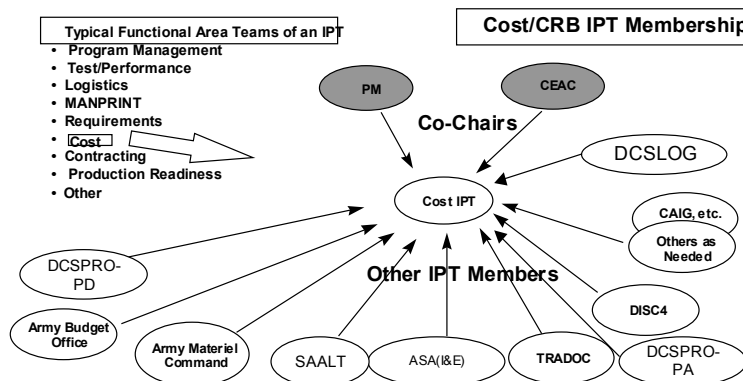 Typical Functional Area Teams of an IPT
• Program Management
• Test/Performance
• Logistics
• MANPRINT
• Requirements
• Cost
• Contracting
• Production Readiness
• Other
Cost/CRB IPT Membership
PM
CEAC
Co-Chairs
DCSLOG
Cost IPT
CAIG, etc.
Others as
Needed
DCSPRO-
PD
Other IPT Members
DISC4
Army Budget
Office
Army Materiel
Command
SAALT
ASA(I&E)
TRADOC
DCSPRO-
PA